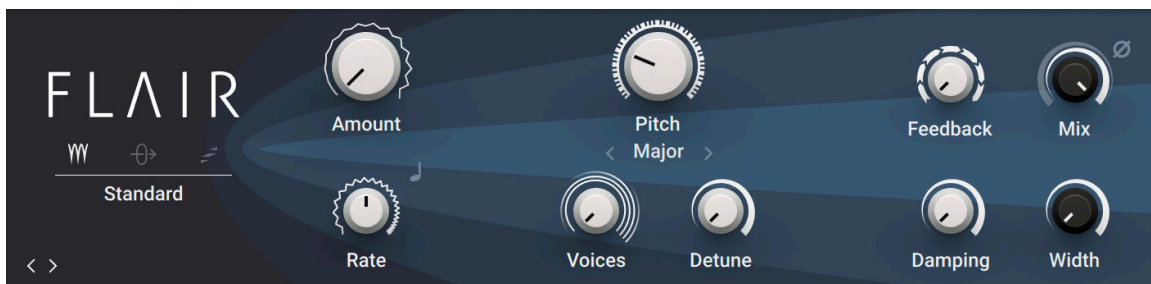 FLAIR
Standard
Amount
Rate
Pitch
Major
Voices
Detune
Feedback
Mix
Damping
Width